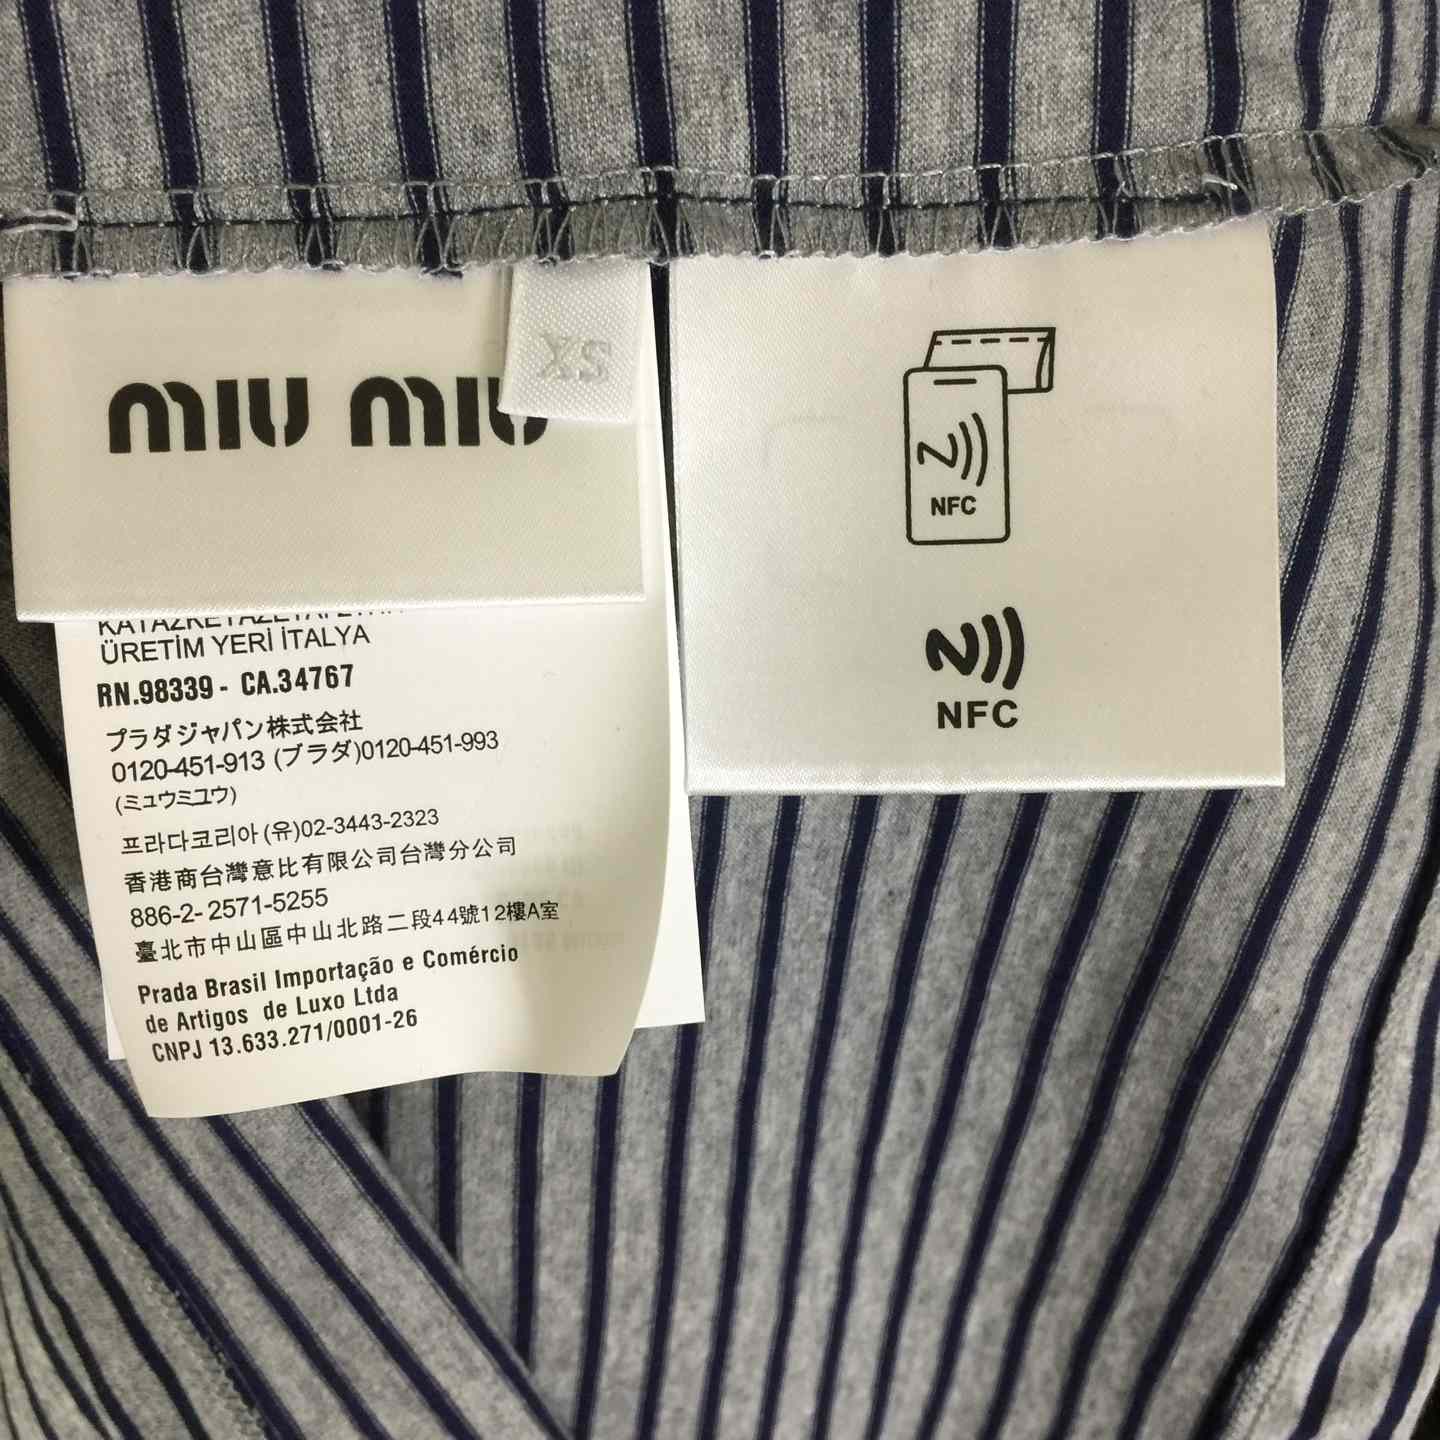 miu miu
XS
ÜRETİM YERİ İTALYA
RN.98339 - CA.34767
プラダジャパン株式会社
0120-451-913 (プラダ)0120-451-993
(ミュウミュウ)
프라다코리아(유)02-3443-2323
香港商台灣意比有限公司台灣分公司
886-2-2571-5255
臺北市中山區中山北路二段44號12樓A室
Prada Brasil Importação e Comércio
de Artigos de Luxo Ltda
CNPJ 13.633.271/0001-26
NFC
NFC